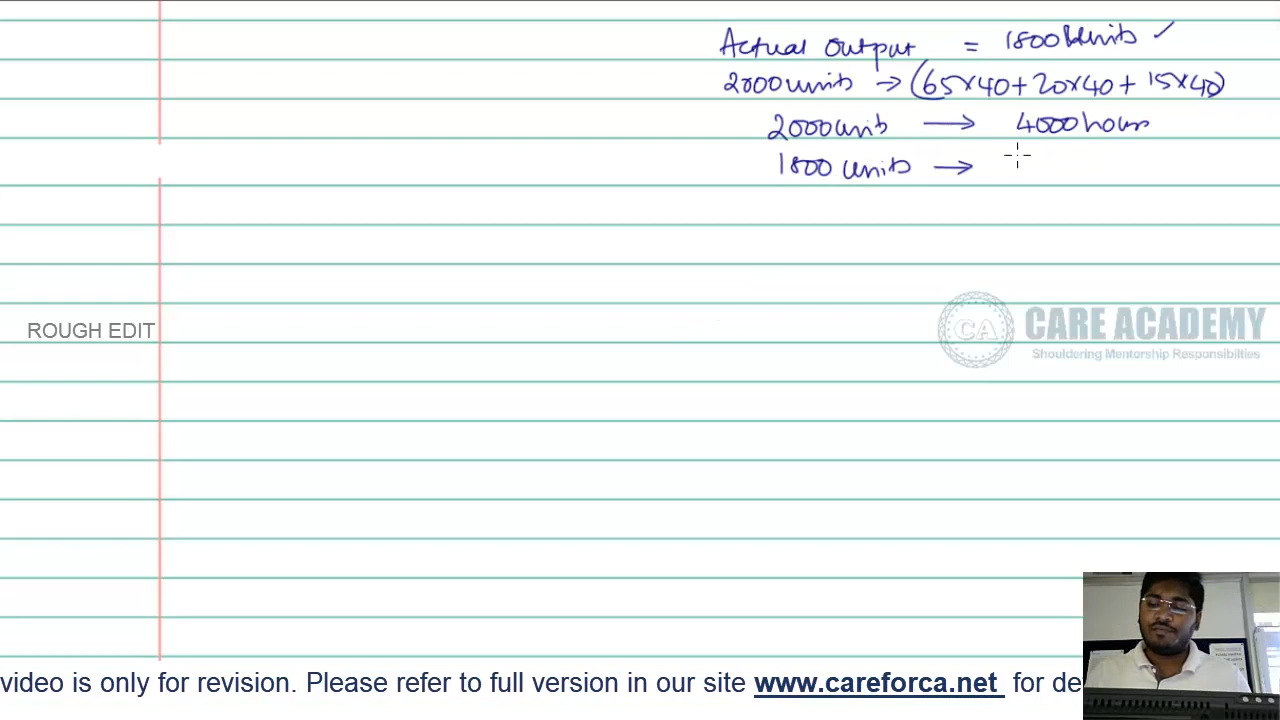 Actual Output = 1800 Units ✓
2000 units → (65×40 + 20×40 + 15×40)
2000 units → 4000 hours
1800 units →
ROUGH EDIT
CA CARE ACADEMY
Shouldering Mentorship Responsibilties
video is only for revision. Please refer to full version in our site www.careforca.net for de